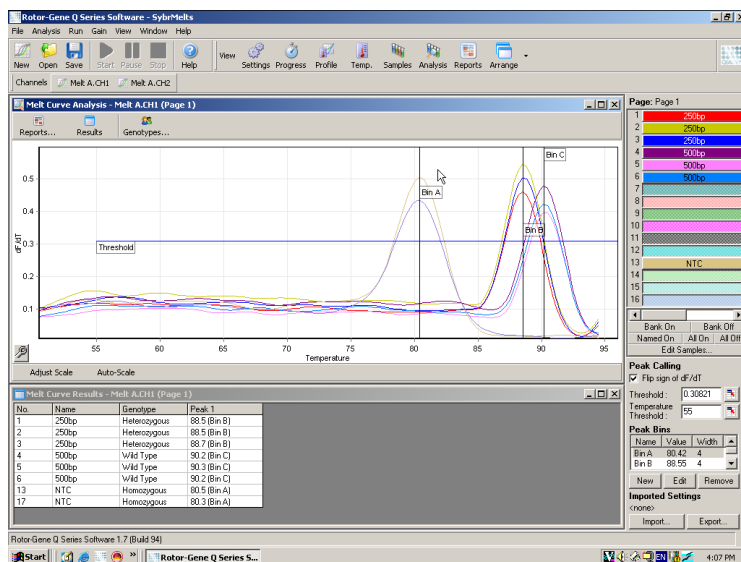 Rotor-Gene Q Series Software - SybrMelts
File Analysis Run Gain View Window Help
New Open Save Start Pause Stop Help View Settings Progress Profile Temp. Samples Analysis Reports Arrange
Channels Melt A.CH1 Melt A.CH2
Melt Curve Analysis - Melt A.CH1 (Page 1)
Reports... Results Genotypes...
Bin C
Bin A
Bin B
Threshold
0.5
0.4
0.3
0.2
0.1
dF/dT
55 60 65 70 75 80 85 90 95
Temperature
Adjust Scale Auto-Scale
Melt Curve Results - Melt A.CH1 (Page 1)
No. Name Genotype Peak 1
1 250bp Heterozygous 88.5 (Bin B)
2 250bp Heterozygous 88.5 (Bin B)
3 250bp Heterozygous 88.7 (Bin B)
4 500bp Wild Type 90.2 (Bin C)
5 500bp Wild Type 90.3 (Bin C)
6 500bp Wild Type 90.2 (Bin C)
13 NTC Homozygous 80.5 (Bin A)
17 NTC Homozygous 80.3 (Bin A)
Page: Page 1
1 250bp
2 250bp
3 250bp
4 500bp
5 500bp
6 500bp
7
8
9
10
11
12
13 NTC
14
15
16
Bank On Bank Off
Named On All On All Off
Edit Samples...
Peak Calling
Flip sign of dF/dT
Threshold : 0.30821
Temperature
Threshold : 55
Peak Bins
Name Value Width
Bin A 80.42 4
Bin B 88.55 4
New Edit Remove
Imported Settings
<none>
Import... Export...
Rotor-Gene Q Series Software 1.7 (Build 94)
Start » Rotor-Gene Q Series S... EN 4:07 PM